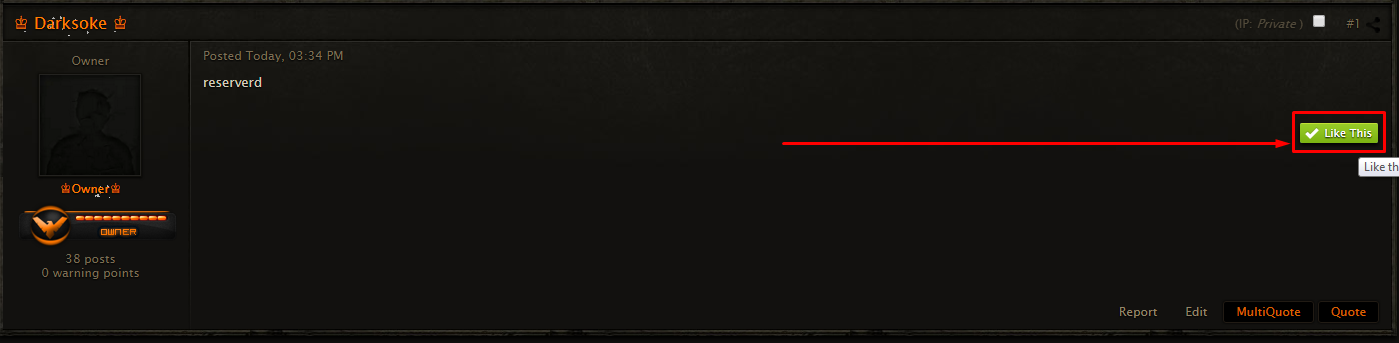 ♔ Darksoke ♔
(IP: Private ) #1
Owner
Posted Today, 03:34 PM
reserverd
Like This
Like th
♔Owner♔
OWNER
38 posts
0 warning points
Report Edit MultiQuote Quote